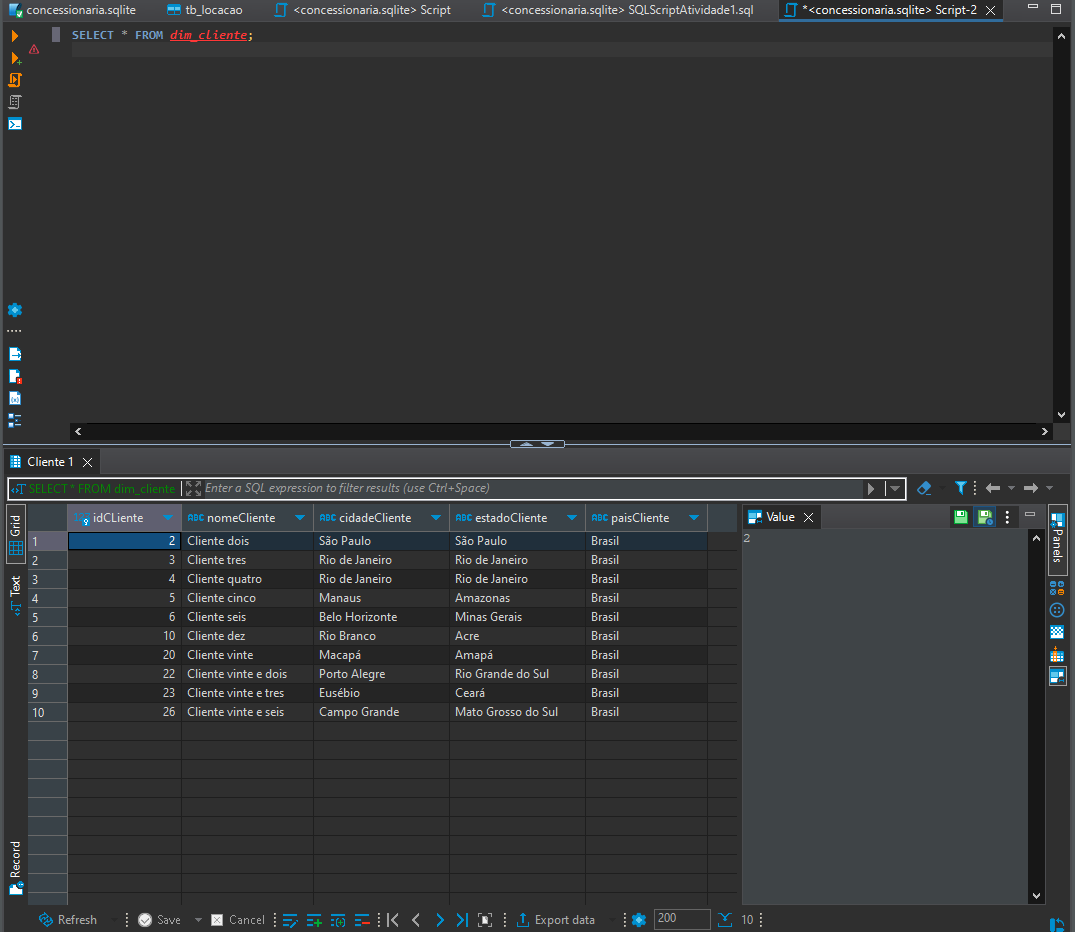 concessionaria.sqlite tb_locacao <concessionaria.sqlite> Script <concessionaria.sqlite> SQLScriptAtividade1.sql *<concessionaria.sqlite> Script-2
SELECT * FROM dim_cliente;
Cliente 1
SELECT * FROM dim_cliente Enter a SQL expression to filter results (use Ctrl+Space)
Grid
Text
Record
idCLiente nomeCliente cidadeCliente estadoCliente paisCliente
1 2 Cliente dois São Paulo São Paulo Brasil
2 3 Cliente tres Rio de Janeiro Rio de Janeiro Brasil
3 4 Cliente quatro Rio de Janeiro Rio de Janeiro Brasil
4 5 Cliente cinco Manaus Amazonas Brasil
5 6 Cliente seis Belo Horizonte Minas Gerais Brasil
6 10 Cliente dez Rio Branco Acre Brasil
7 20 Cliente vinte Macapá Amapá Brasil
8 22 Cliente vinte e dois Porto Alegre Rio Grande do Sul Brasil
9 23 Cliente vinte e tres Eusébio Ceará Brasil
10 26 Cliente vinte e seis Campo Grande Mato Grosso do Sul Brasil
Value
2
Panels
Refresh Save Cancel Export data 200 10